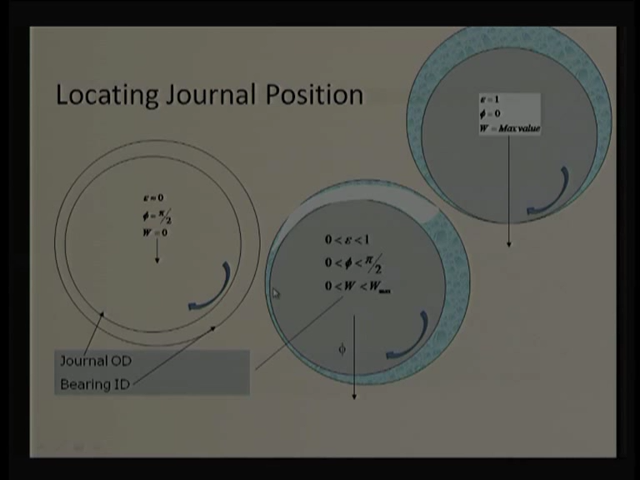 Locating Journal Position
ε=0
ϕ=π/2
W=0
Journal OD
Bearing ID
0<ε<1
0<ϕ<π/2
0<W<Wmax
ϕ
ε=1
ϕ=0
W=Max value